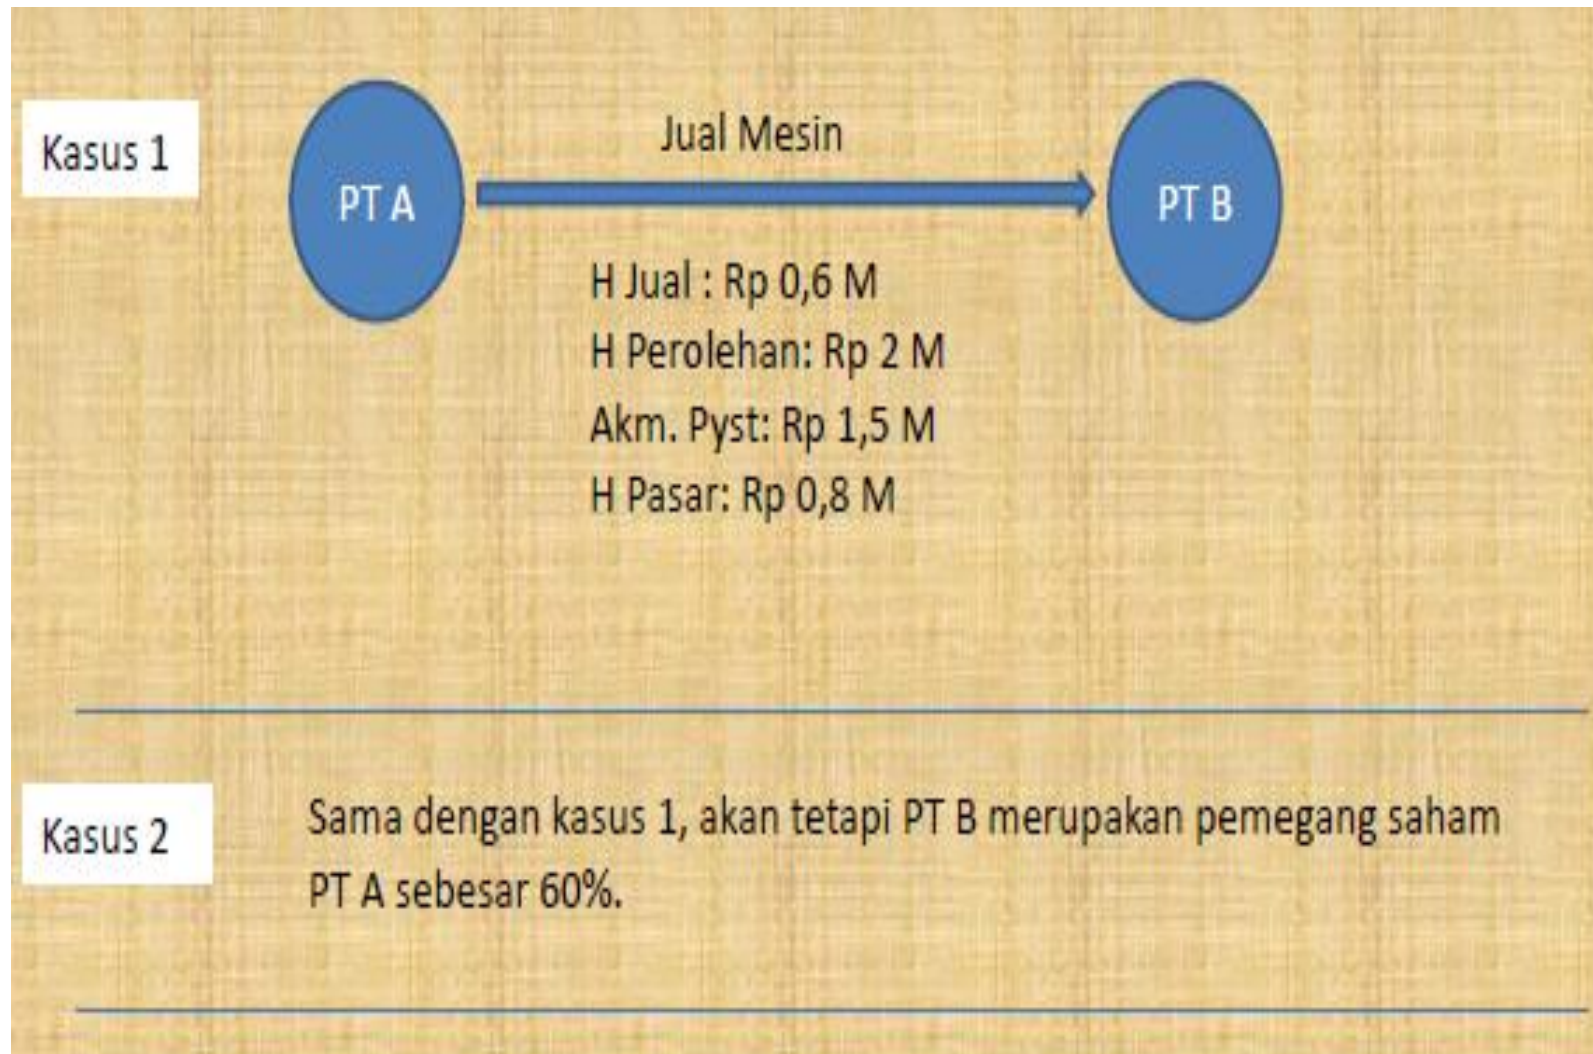 Kasus 1
Jual Mesin
PT A
PT B
H Jual : Rp 0,6 M
H Perolehan: Rp 2 M
Akm. Pyst: Rp 1,5 M
H Pasar: Rp 0,8 M
Kasus 2
Sama dengan kasus 1, akan tetapi PT B merupakan pemegang saham
PT A sebesar 60%.